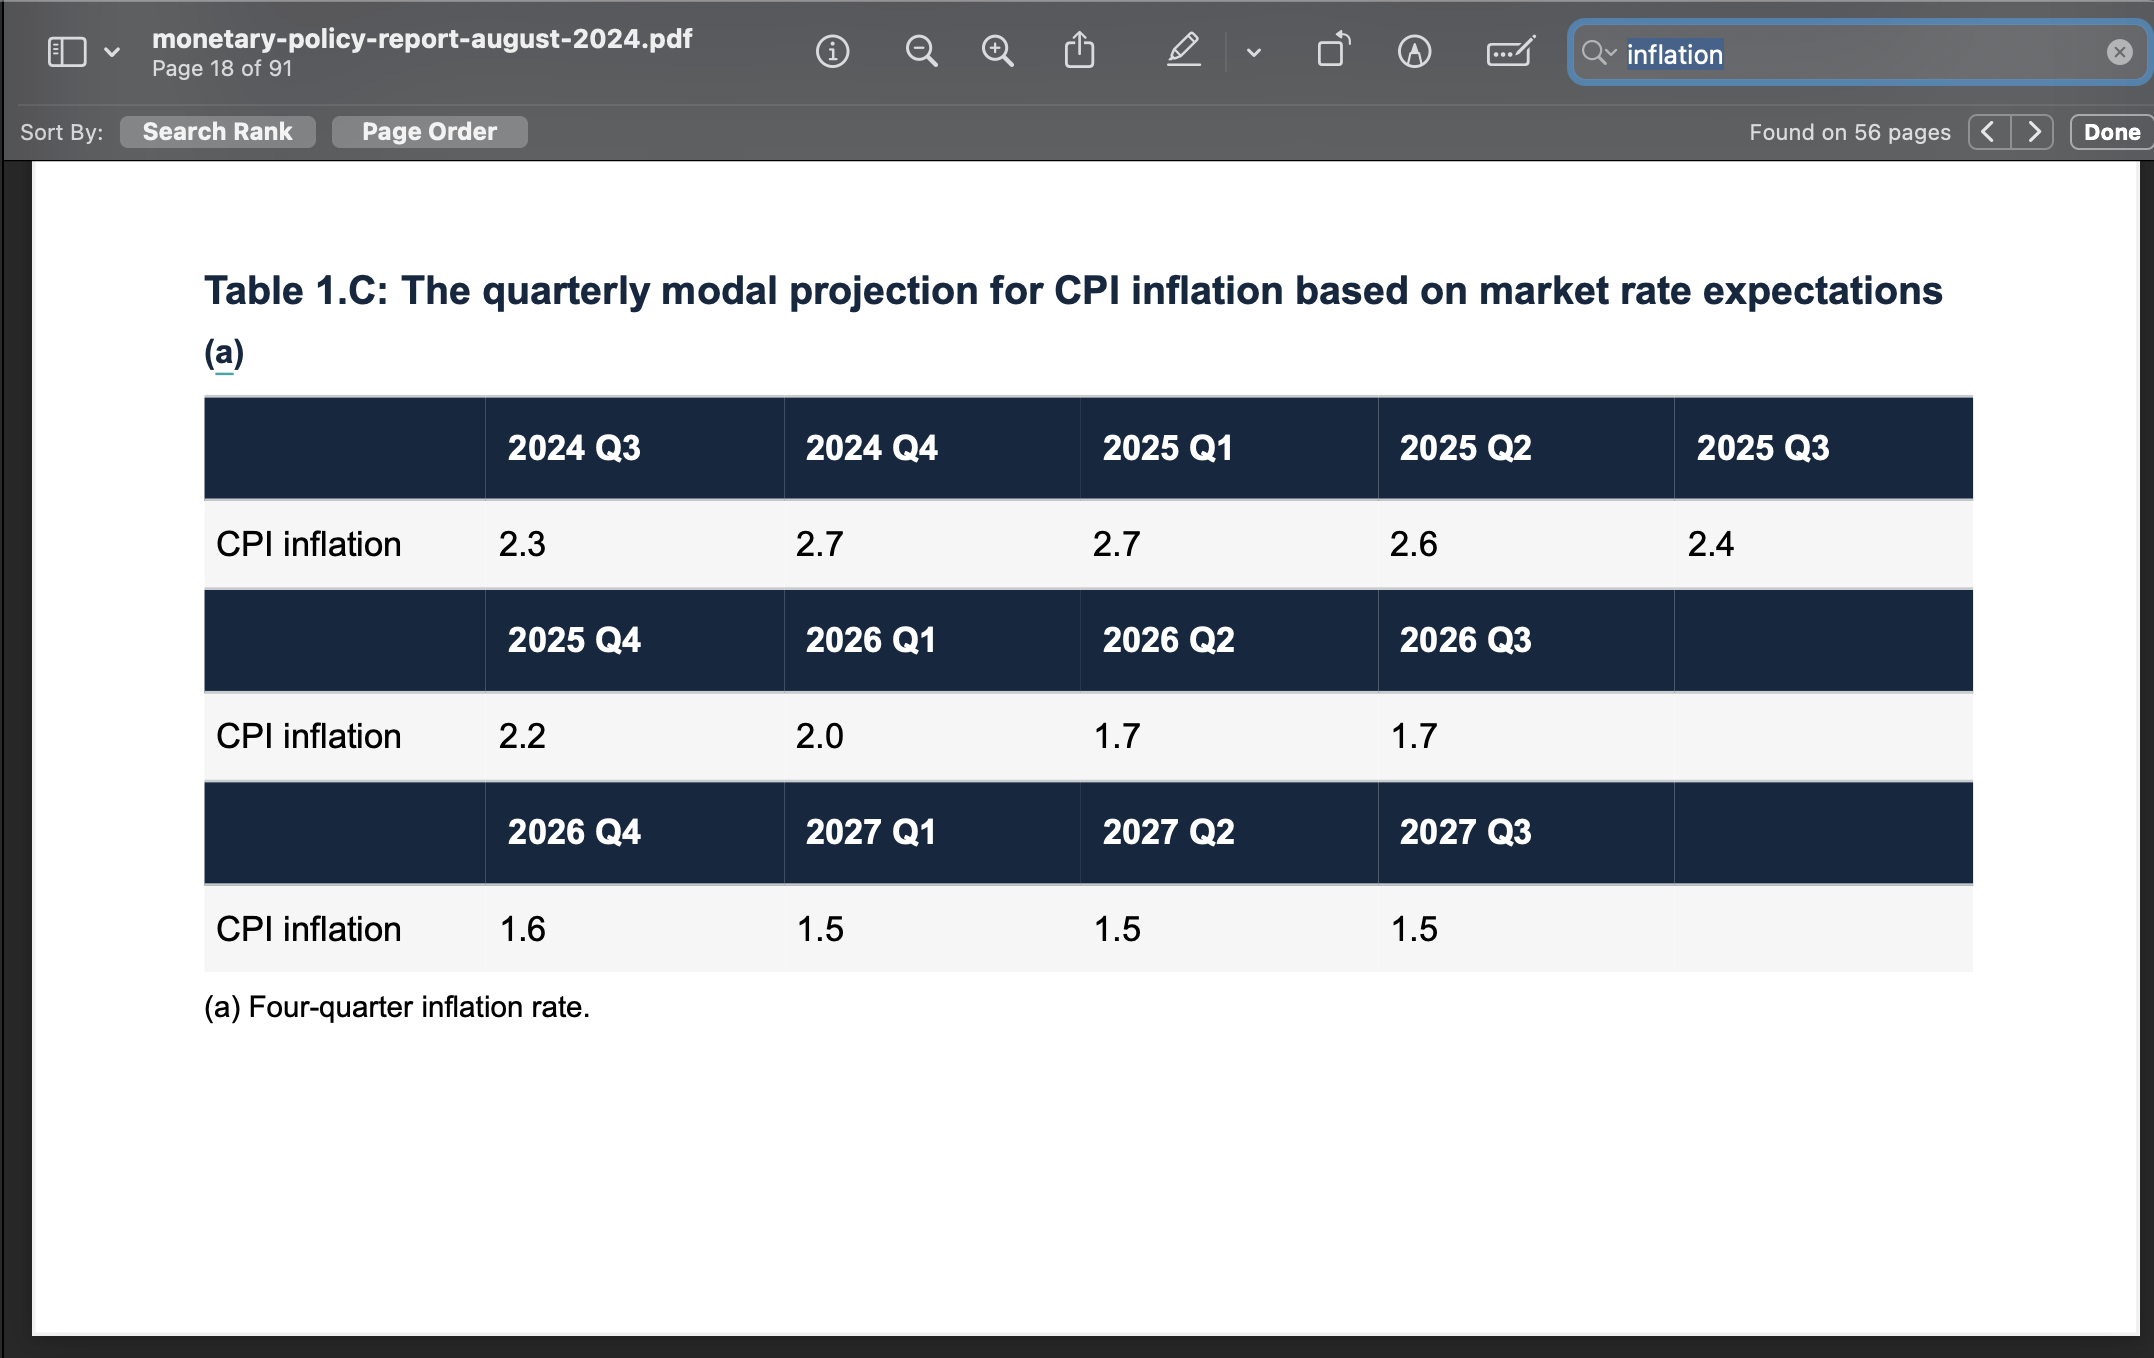 monetary-policy-report-august-2024.pdf
Page 18 of 91
inflation
Sort By: Search Rank Page Order Found on 56 pages Done
Table 1.C: The quarterly modal projection for CPI inflation based on market rate expectations
(a)
2024 Q3 2024 Q4 2025 Q1 2025 Q2 2025 Q3
CPI inflation 2.3 2.7 2.7 2.6 2.4
2025 Q4 2026 Q1 2026 Q2 2026 Q3
CPI inflation 2.2 2.0 1.7 1.7
2026 Q4 2027 Q1 2027 Q2 2027 Q3
CPI inflation 1.6 1.5 1.5 1.5
(a) Four-quarter inflation rate.